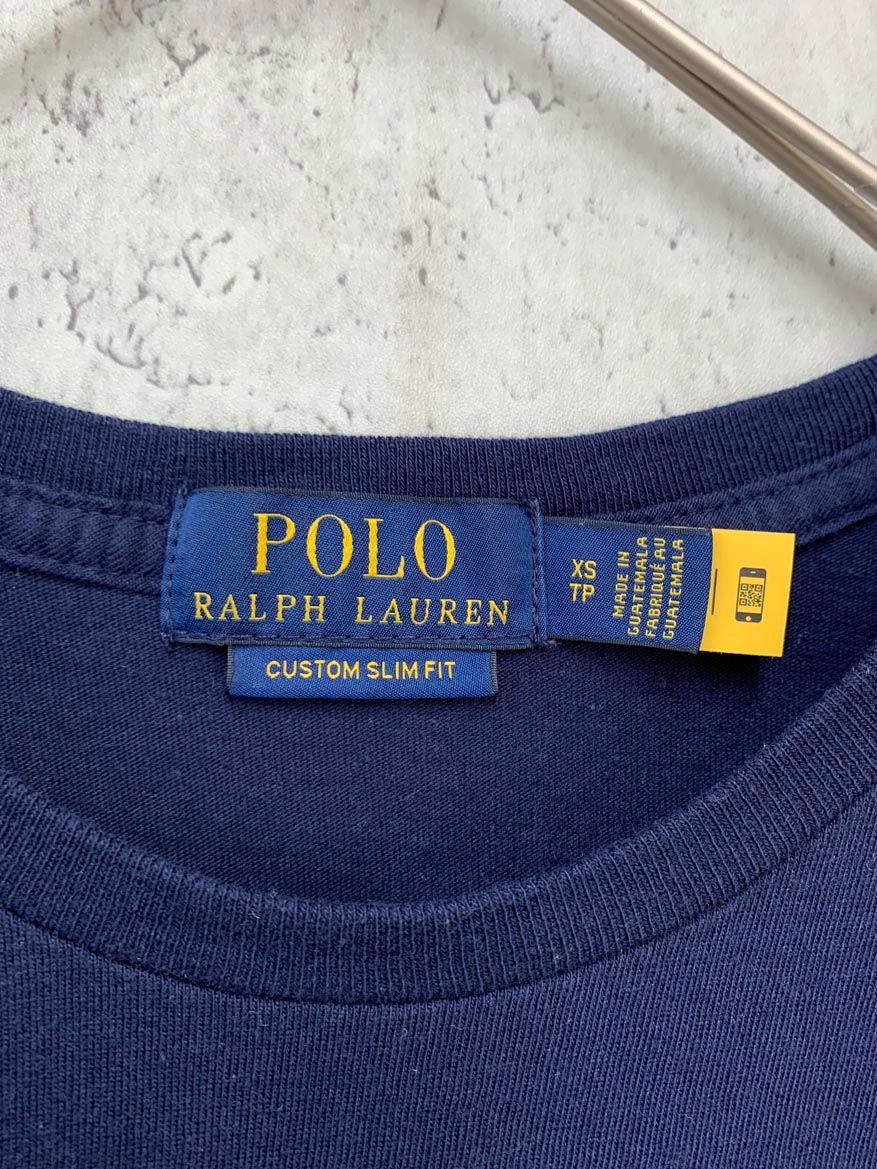 POLO
RALPH LAUREN
CUSTOM SLIM FIT
XS
TP
MADE IN
GUATEMALA
FABRIQUÉ AU
GUATEMALA